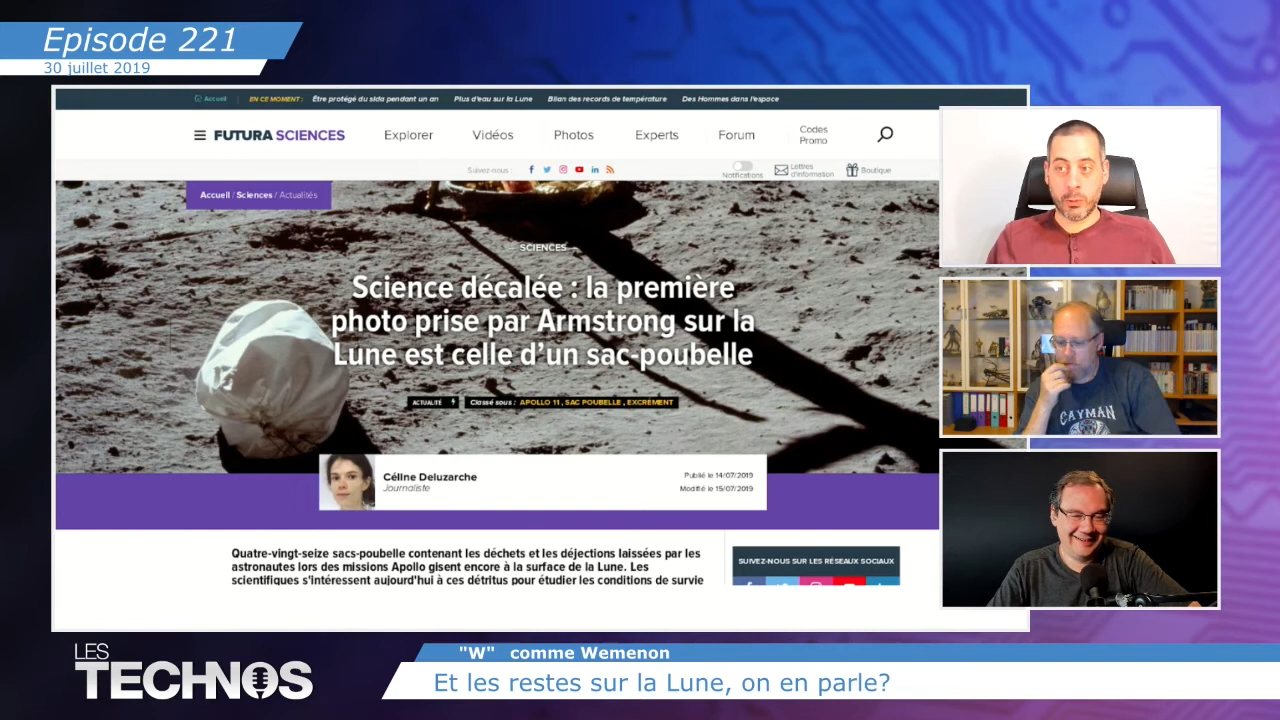 Episode 221
30 juillet 2019
Accueil
EN CE MOMENT : Être protégé du sida pendant un an Plus d'eau sur la Lune Bilan des records de température Des Hommes dans l'espace
FUTURA SCIENCES Explorer Vidéos Photos Experts Forum Codes Promo
Suivez-nous : Notifications Lettres d'information Boutique
Accueil / Sciences / Actualités
SCIENCES
Science décalée : la première
photo prise par Armstrong sur la
Lune est celle d'un sac-poubelle
ACTUALITÉ Classé sous : APOLLO 11 , SAC POUBELLE , EXCRÉMENT
Céline Deluzarche
Journaliste
Publié le 14/07/2019
Modifié le 15/07/2019
Quatre-vingt-seize sacs-poubelle contenant les déchets et les déjections laissées par les
astronautes lors des missions Apollo gisent encore à la surface de la Lune. Les
scientifiques s'intéressent aujourd'hui à ces détritus pour étudier les conditions de survie
SUIVEZ-NOUS SUR LES RÉSEAUX SOCIAUX
CAYMAN
LES
TECHNOS
"W" comme Wemenon
Et les restes sur la Lune, on en parle?